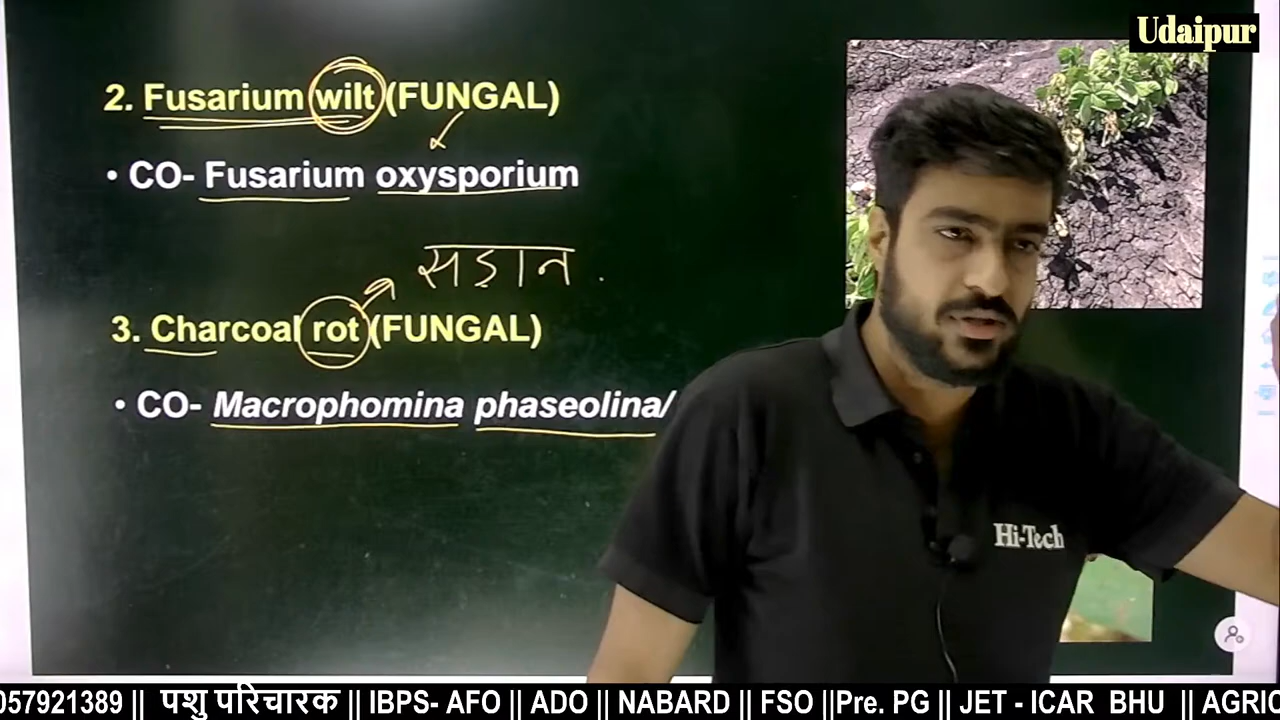 Udaipur
2. Fusarium wilt (FUNGAL)
• CO- Fusarium oxysporium
सडान
3. Charcoal rot (FUNGAL)
• CO- Macrophomina phaseolina/
Hi-Tech
057921389 || पशु परिचारक || IBPS- AFO || ADO || NABARD || FSO ||Pre. PG || JET - ICAR BHU || AGRIC